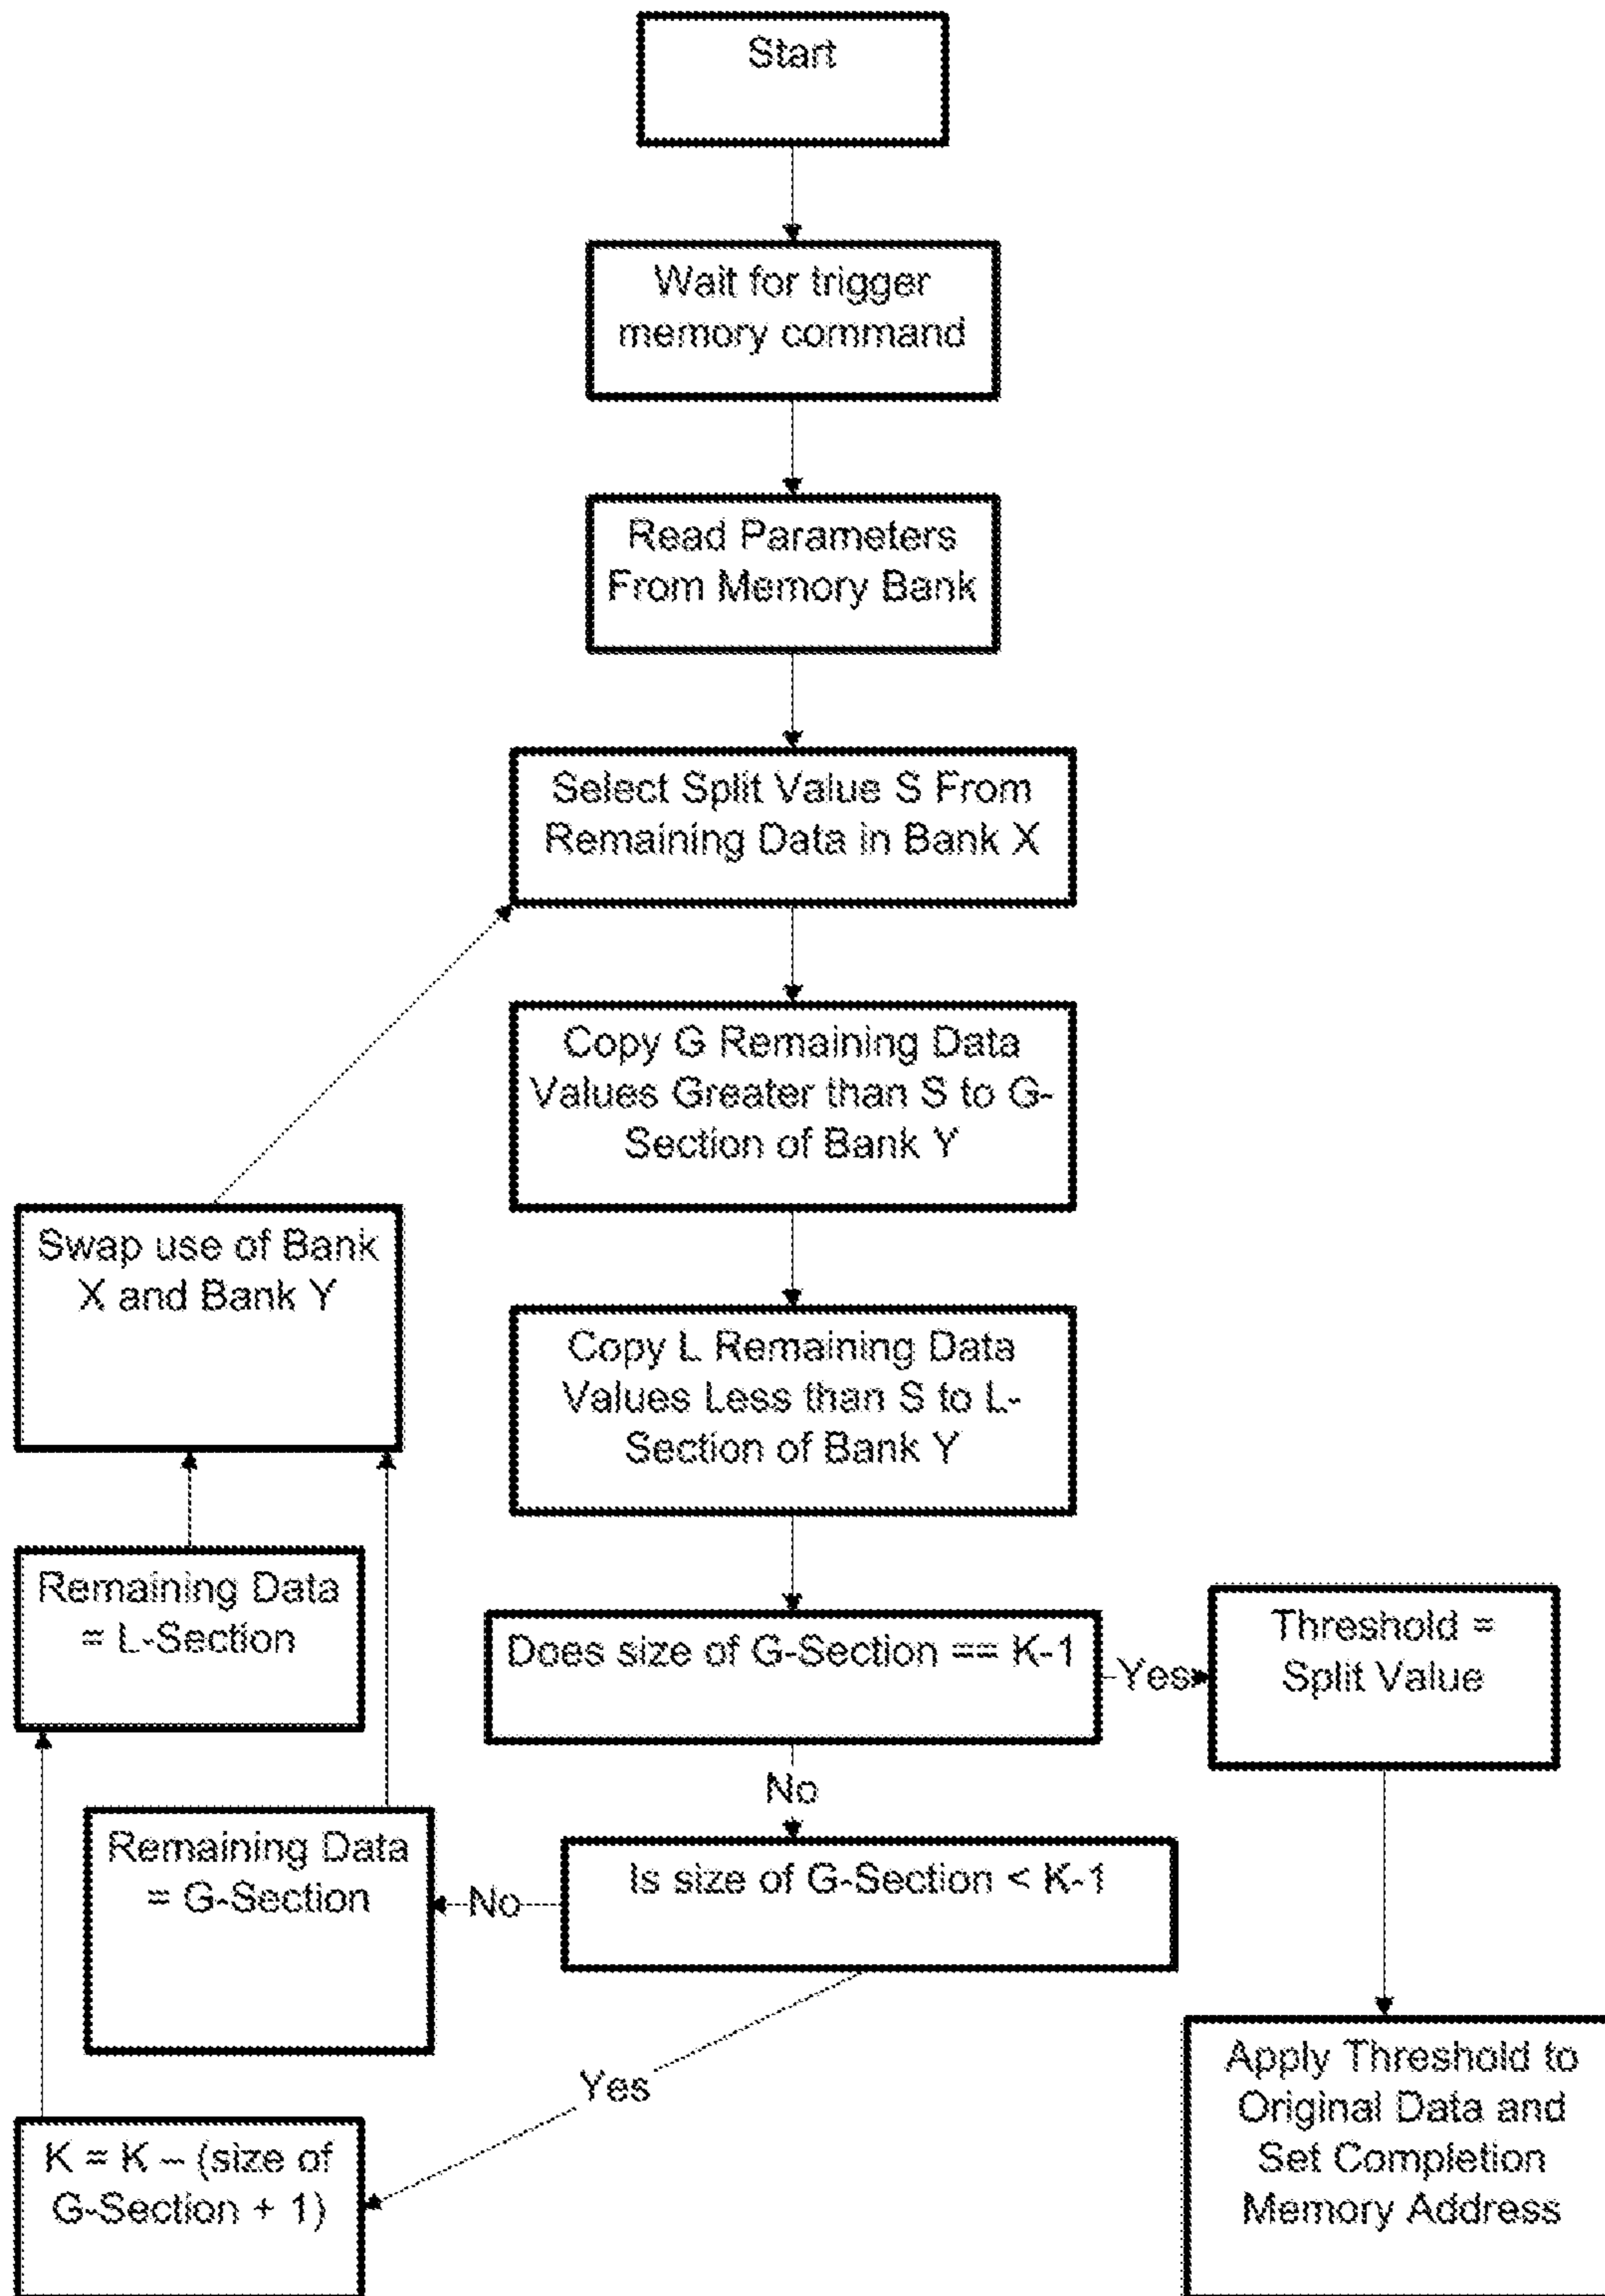 Start
Wait for trigger
memory command
Read Parameters
From Memory Bank
Select Split Value S From
Remaining Data in Bank X
Copy G Remaining Data
Values Greater than S to G-
Section of Bank Y
Swap use of Bank
X and Bank Y
Copy L Remaining Data
Values Less than S to L-
Section of Bank Y
Remaining Data
= L-Section
Does size of G-Section == K-1
Yes
Threshold =
Split Value
No
Remaining Data
= G-Section
No
Is size of G-Section < K-1
Yes
K = K – (size of
G-Section + 1)
Apply Threshold to
Original Data and
Set Completion
Memory Address